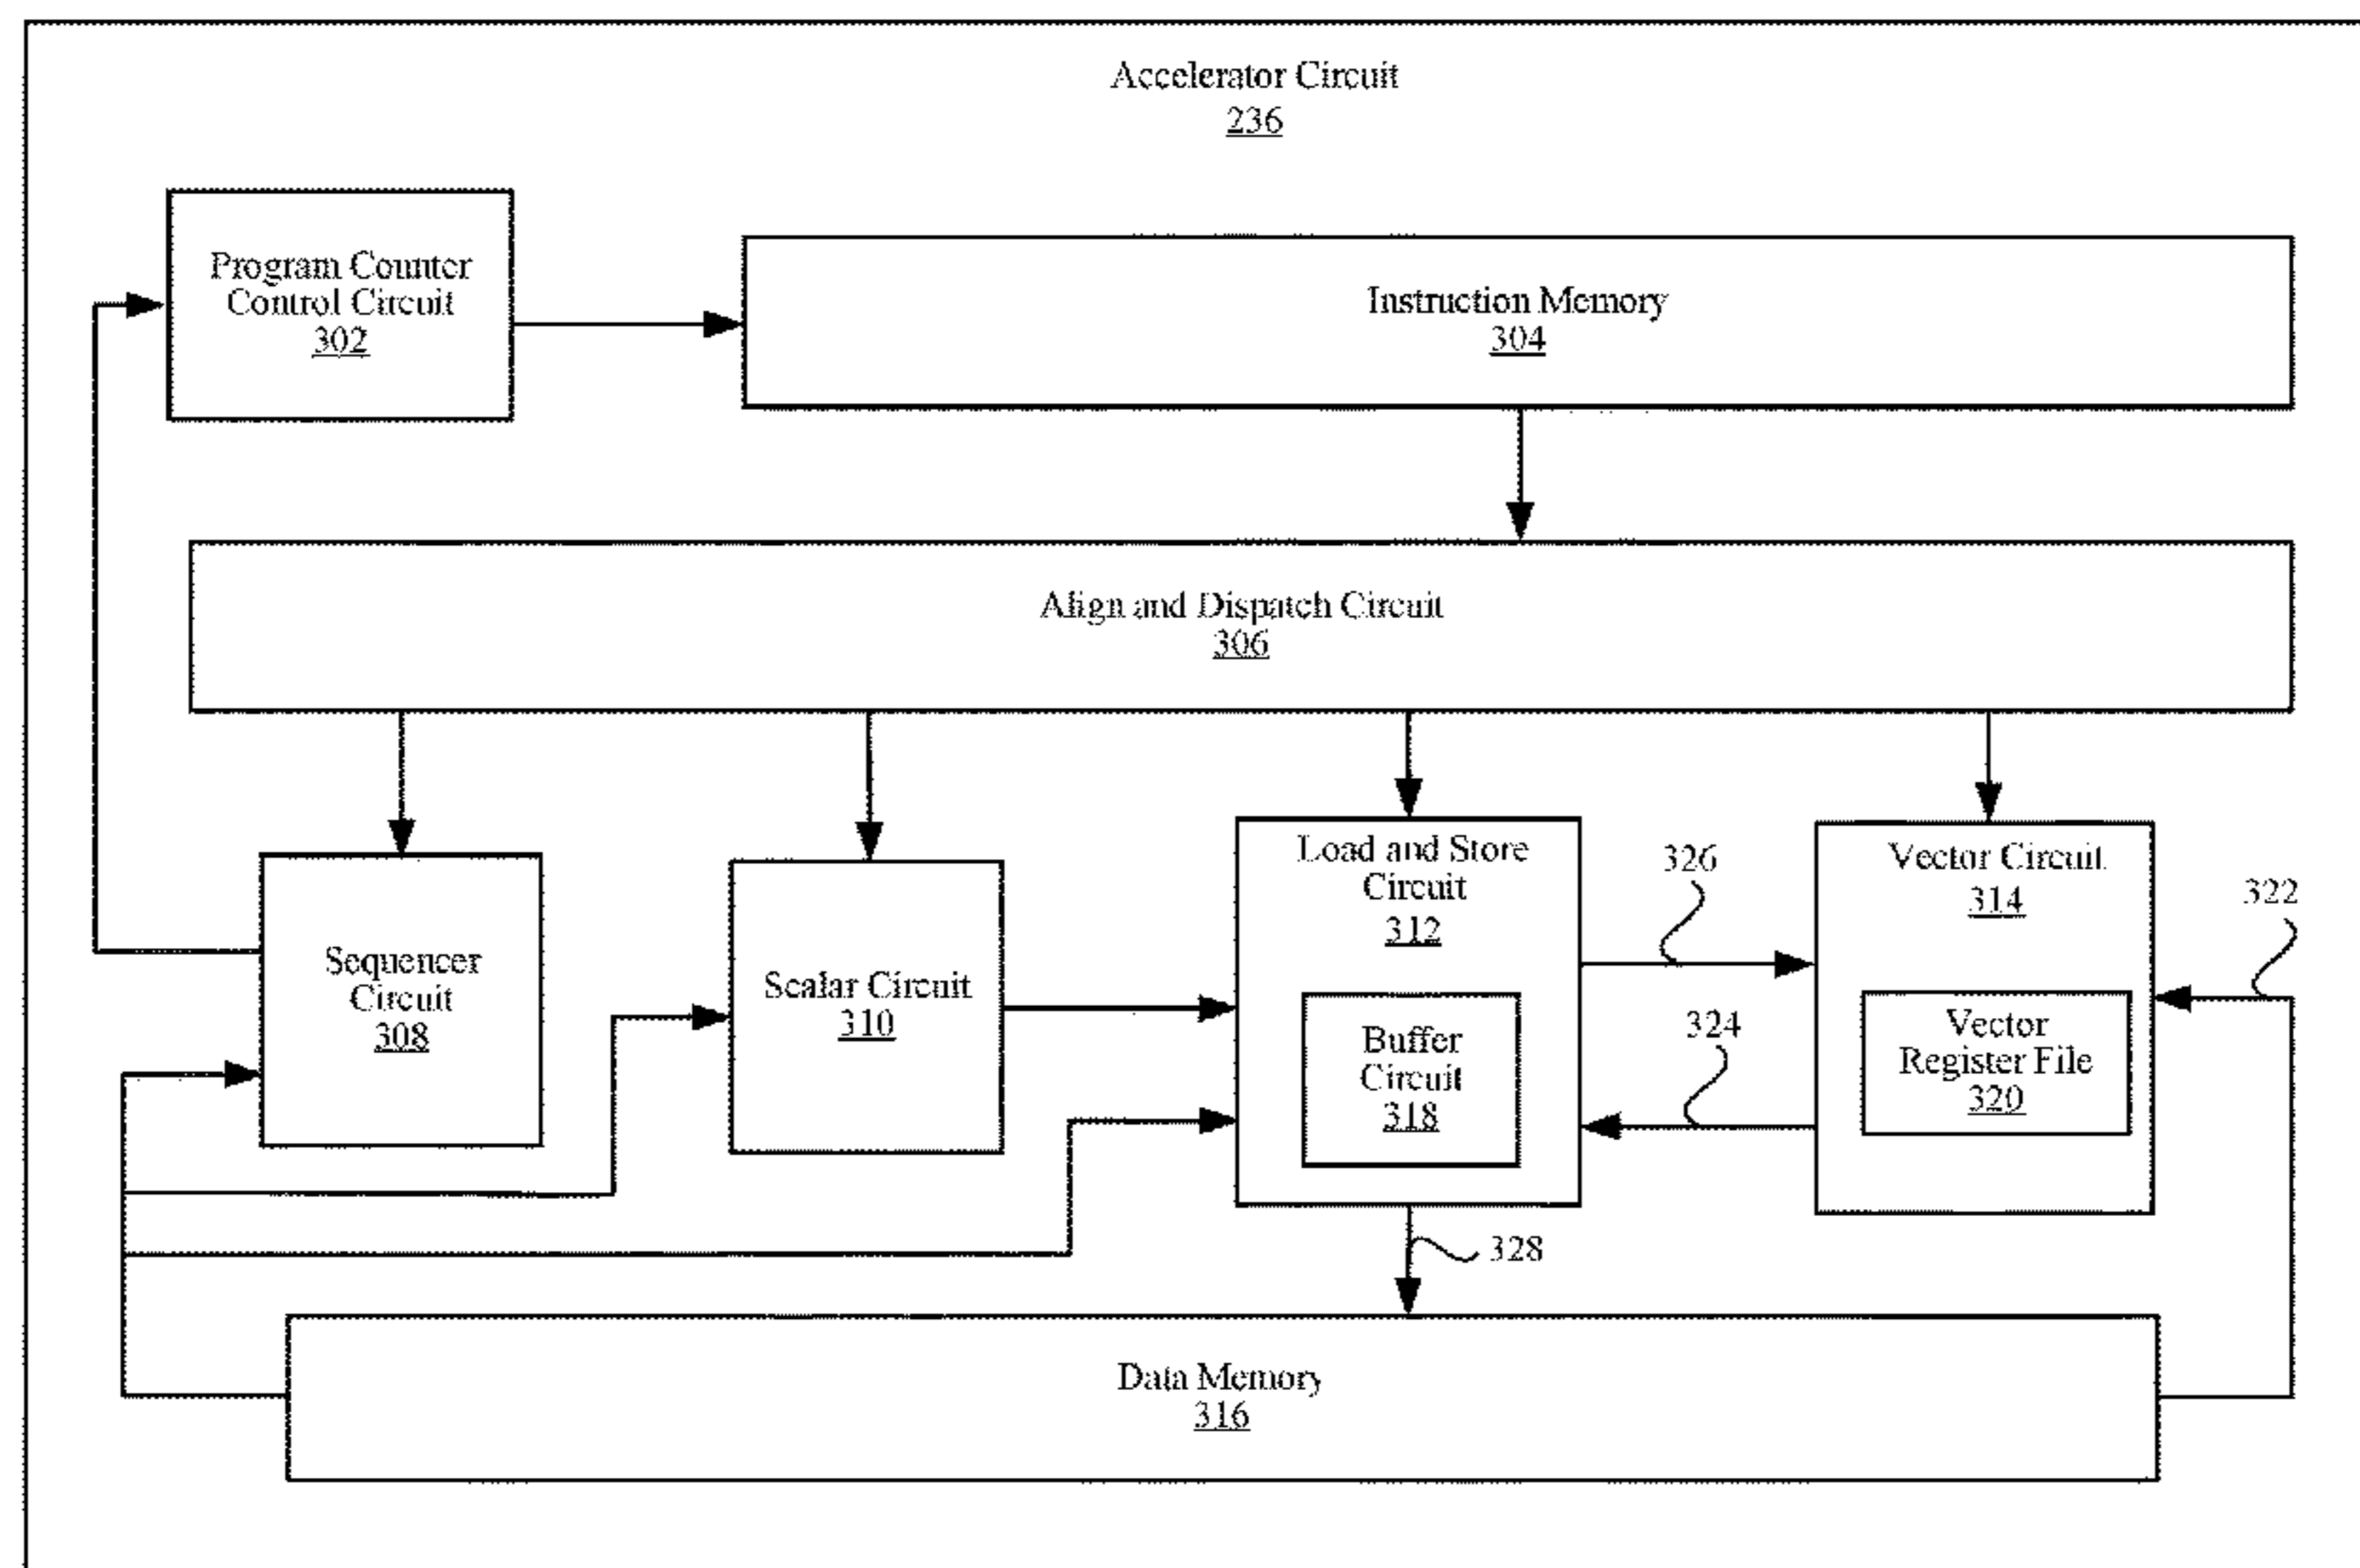 Accelerator Circuit
236
Program Counter
Control Circuit
302
Instruction Memory
304
Align and Dispatch Circuit
306
Sequencer
Circuit
308
Scalar Circuit
310
Load and Store
Circuit
312
Buffer
Circuit
318
326
324
Vector Circuit
314
Vector
Register File
320
322
328
Data Memory
316